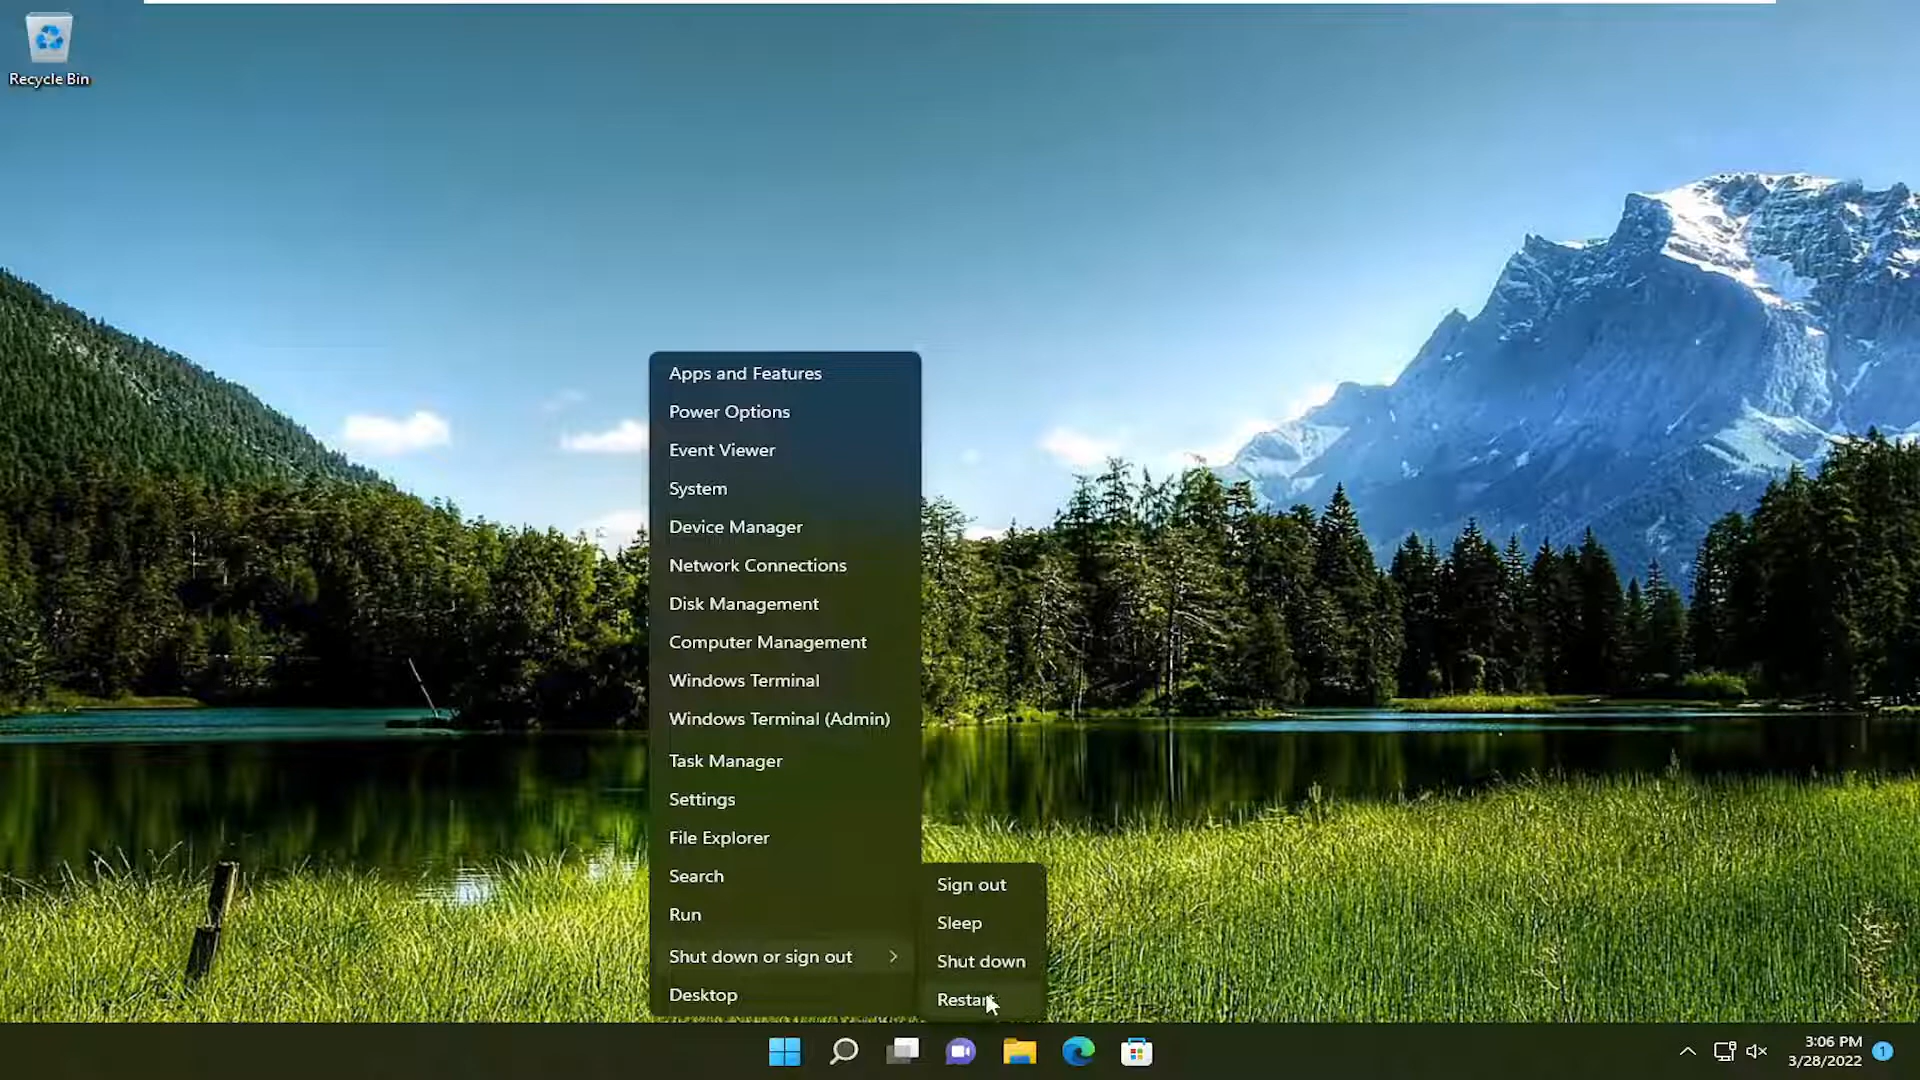 Recycle Bin
Apps and Features
Power Options
Event Viewer
System
Device Manager
Network Connections
Disk Management
Computer Management
Windows Terminal
Windows Terminal (Admin)
Task Manager
Settings
File Explorer
Search
Run
Shut down or sign out
Desktop
Sign out
Sleep
Shut down
Restart
3:06 PM
3/28/2022
1